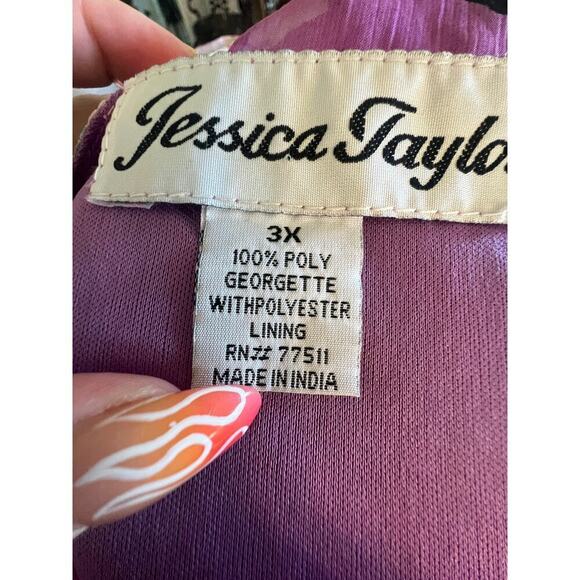 Jessica Taylo
3X
100% POLY
GEORGETTE
WITHPOLYESTER
LINING
RN# 77511
MADE IN INDIA